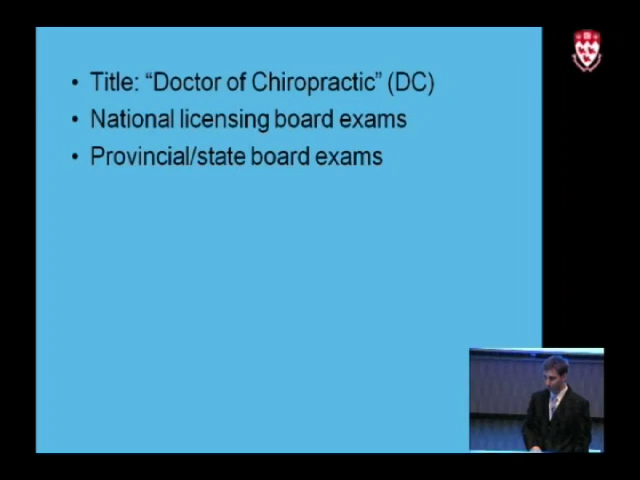 • Title: “Doctor of Chiropractic” (DC)
• National licensing board exams
• Provincial/state board exams